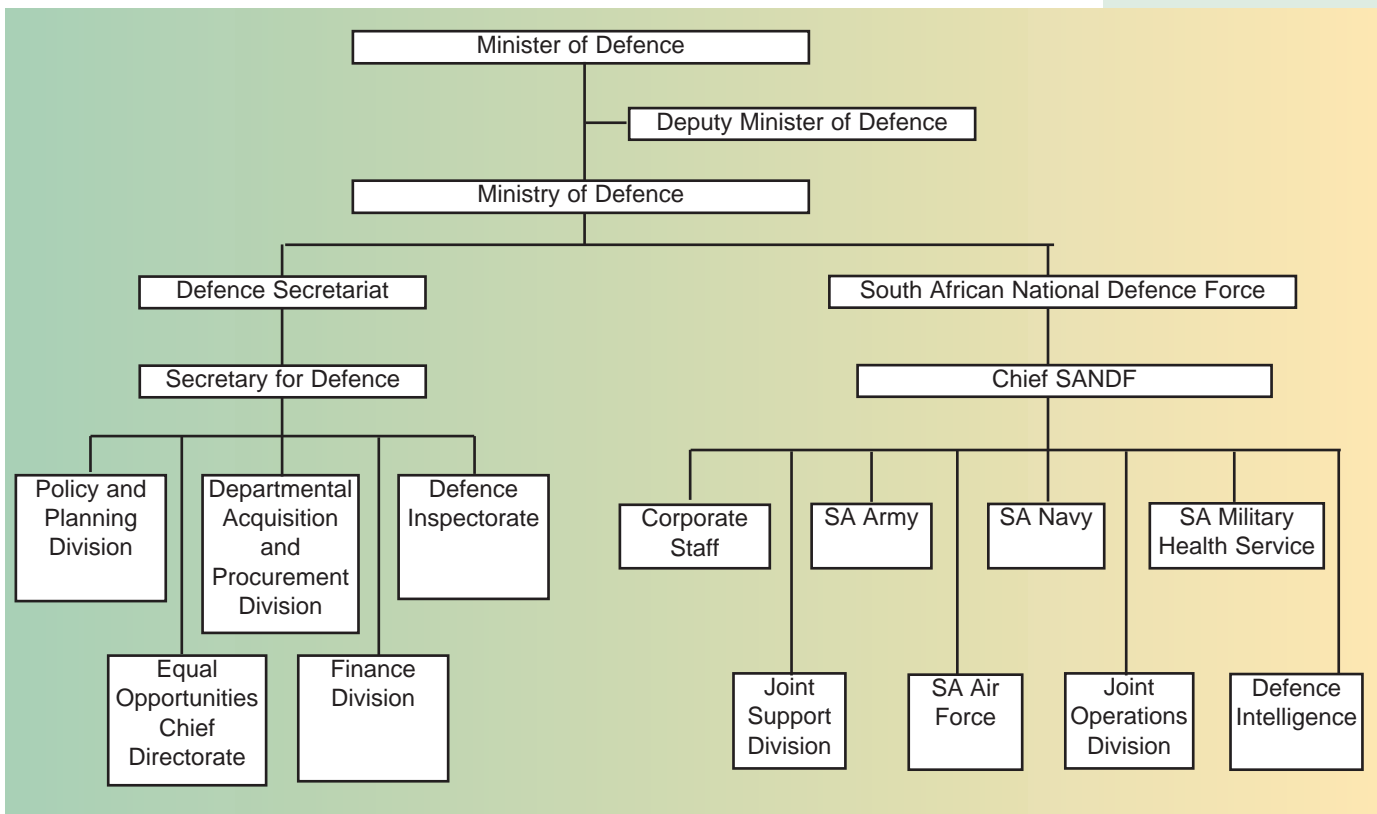 Minister of Defence
Deputy Minister of Defence
Ministry of Defence
Defence Secretariat
South African National Defence Force
Secretary for Defence
Chief SANDF
Policy and
Planning
Division
Departmental
Acquisition
and
Procurement
Division
Defence
Inspectorate
Corporate
Staff
SA Army
SA Navy
SA Military
Health Service
Equal
Opportunities
Chief
Directorate
Finance
Division
Joint
Support
Division
SA Air
Force
Joint
Operations
Division
Defence
Intelligence